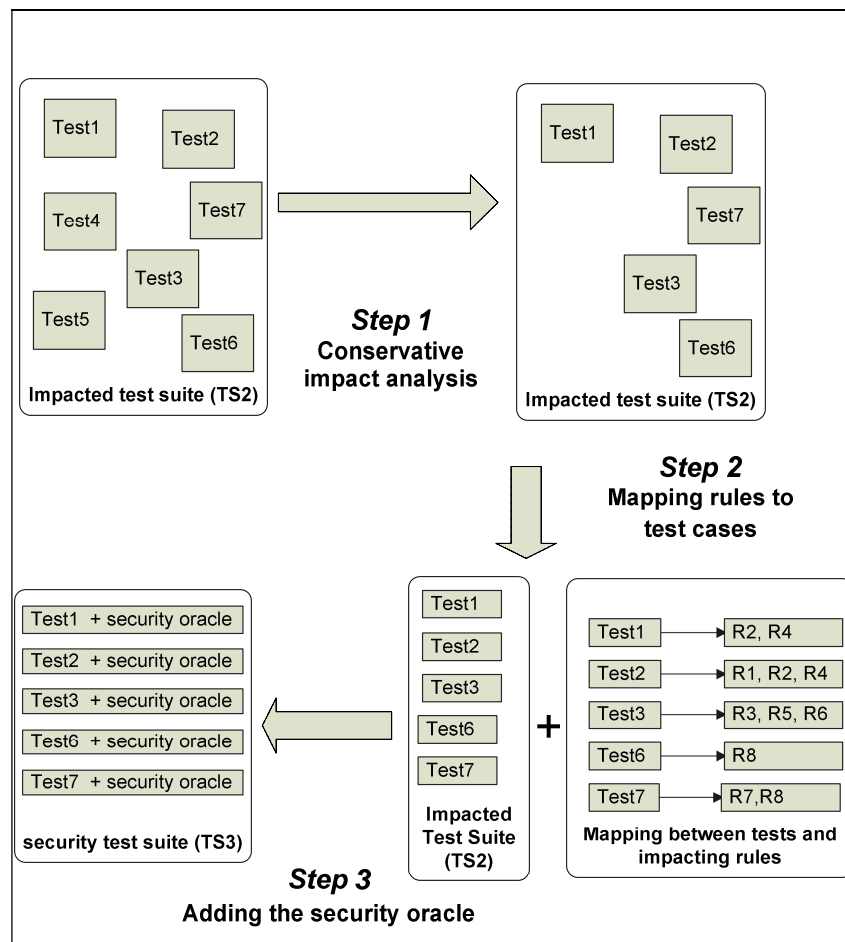 Test1
Test2
Test4
Test7
Test3
Test5
Test6
Impacted test suite (TS2)
Step 1
Conservative
impact analysis
Test1
Test2
Test7
Test3
Test6
Impacted test suite (TS2)
Step 2
Mapping rules to
test cases
Test1
Test2
Test3
Test6
Test7
Impacted
Test Suite
(TS2)
+
Test1 R2, R4
Test2 R1, R2, R4
Test3 R3, R5, R6
Test6 R8
Test7 R7,R8
Mapping between tests and
impacting rules
Test1 + security oracle
Test2 + security oracle
Test3 + security oracle
Test6 + security oracle
Test7 + security oracle
security test suite (TS3)
Step 3
Adding the security oracle